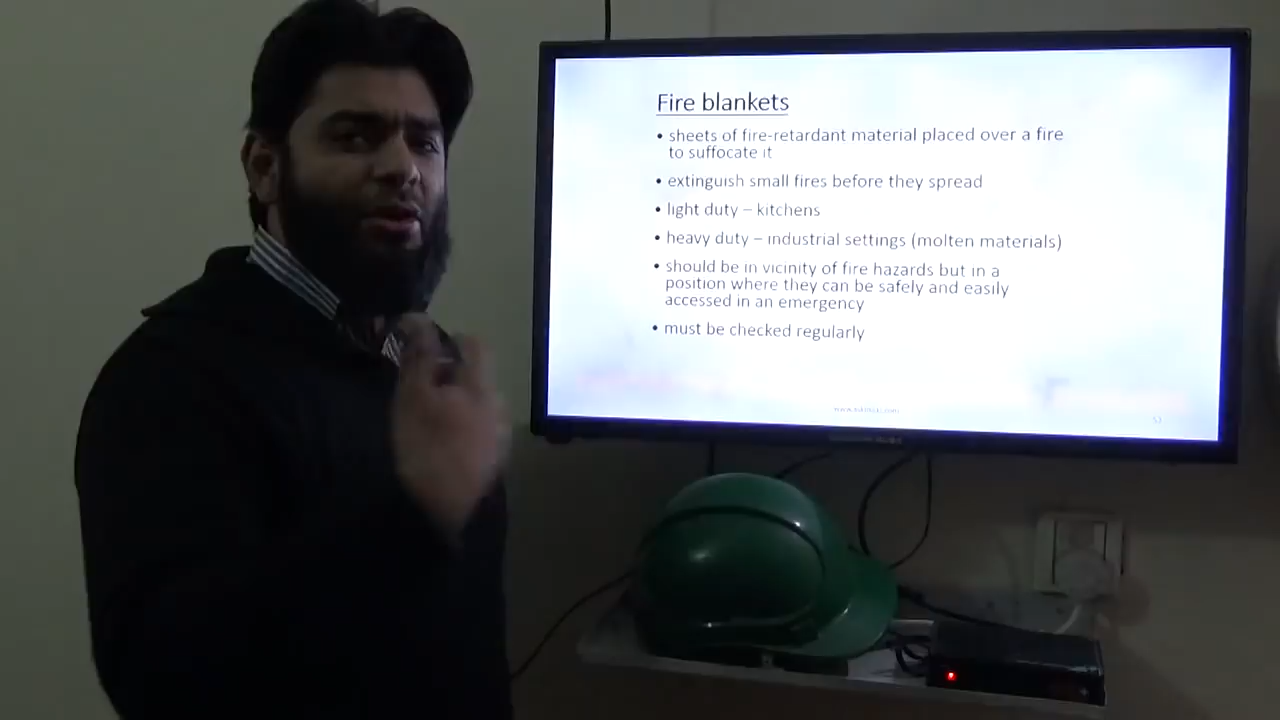 Fire blankets
• sheets of fire-retardant material placed over a fire
to suffocate it
• extinguish small fires before they spread
• light duty – kitchens
• heavy duty – industrial settings (molten materials)
• should be in vicinity of fire hazards but in a
position where they can be safely and easily
accessed in an emergency
• must be checked regularly